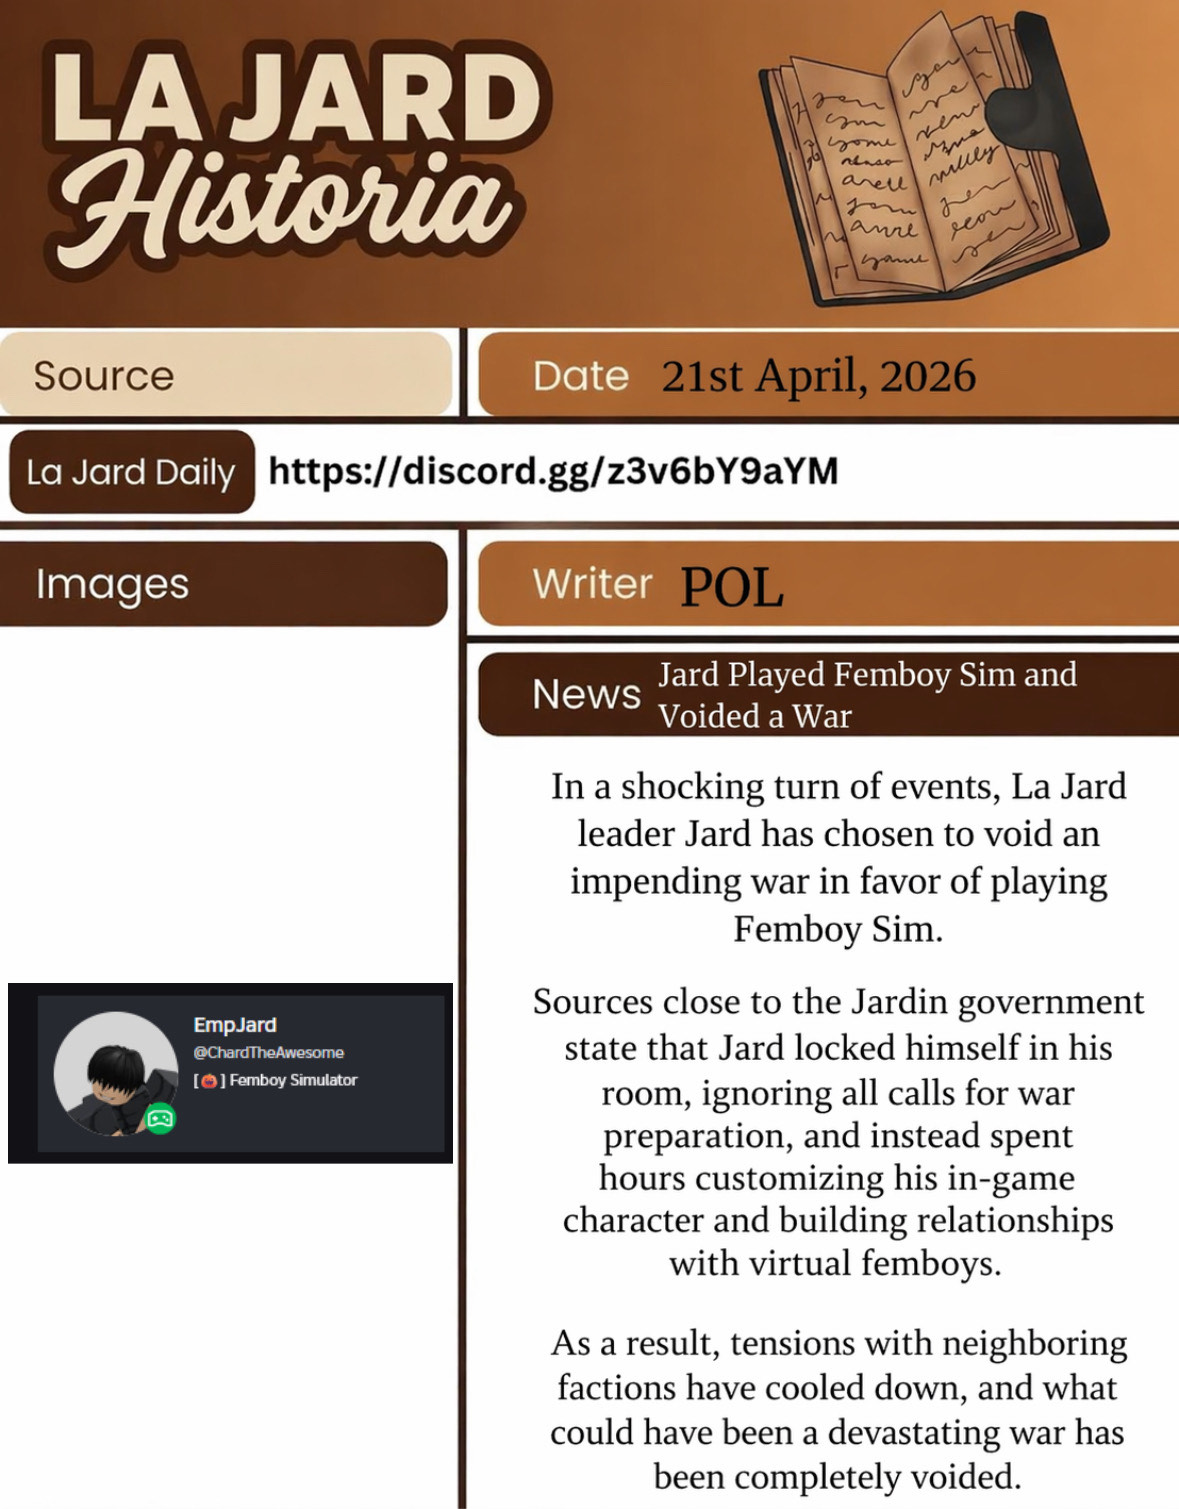 LA JARD
Historia
Source
Date 21st April, 2026
La Jard Daily https://discord.gg/z3v6bY9aYM
Images
Writer POL
News Jard Played Femboy Sim and
Voided a War
In a shocking turn of events, La Jard
leader Jard has chosen to void an
impending war in favor of playing
Femboy Sim.
Sources close to the Jardin government
state that Jard locked himself in his
room, ignoring all calls for war
preparation, and instead spent
hours customizing his in-game
character and building relationships
with virtual femboys.
As a result, tensions with neighboring
factions have cooled down, and what
could have been a devastating war has
been completely voided.
EmpJard
@ChardTheAwesome
[🎃] Femboy Simulator